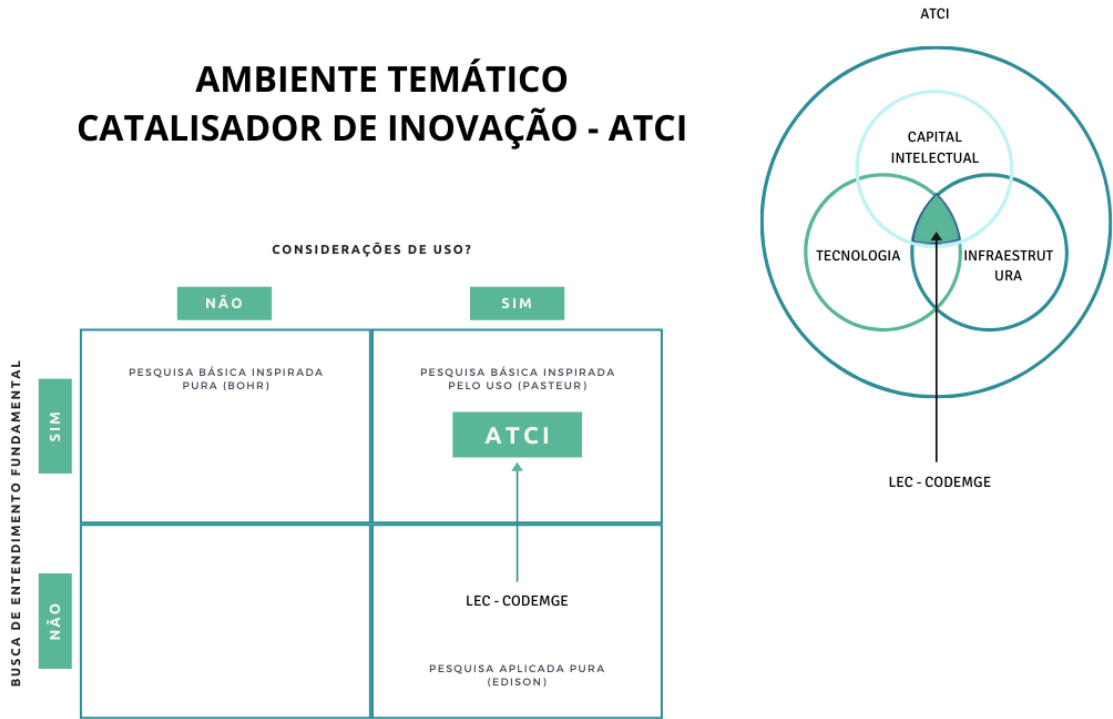 AMBIENTE TEMÁTICO
CATALISADOR DE INOVAÇÃO - ATCI
CONSIDERAÇÕES DE USO?
NÃO
SIM
BUSCA DE ENTENDIMENTO FUNDAMENTAL
SIM
PESQUISA BÁSICA INSPIRADA
PURA (BOHR)
PESQUISA BÁSICA INSPIRADA
PELO USO (PASTEUR)
ATCI
NÃO
LEC - CODEMGE
PESQUISA APLICADA PURA
(EDISON)
ATCI
CAPITAL
INTELECTUAL
TECNOLOGIA
INFRAESTRUT
URA
LEC - CODEMGE